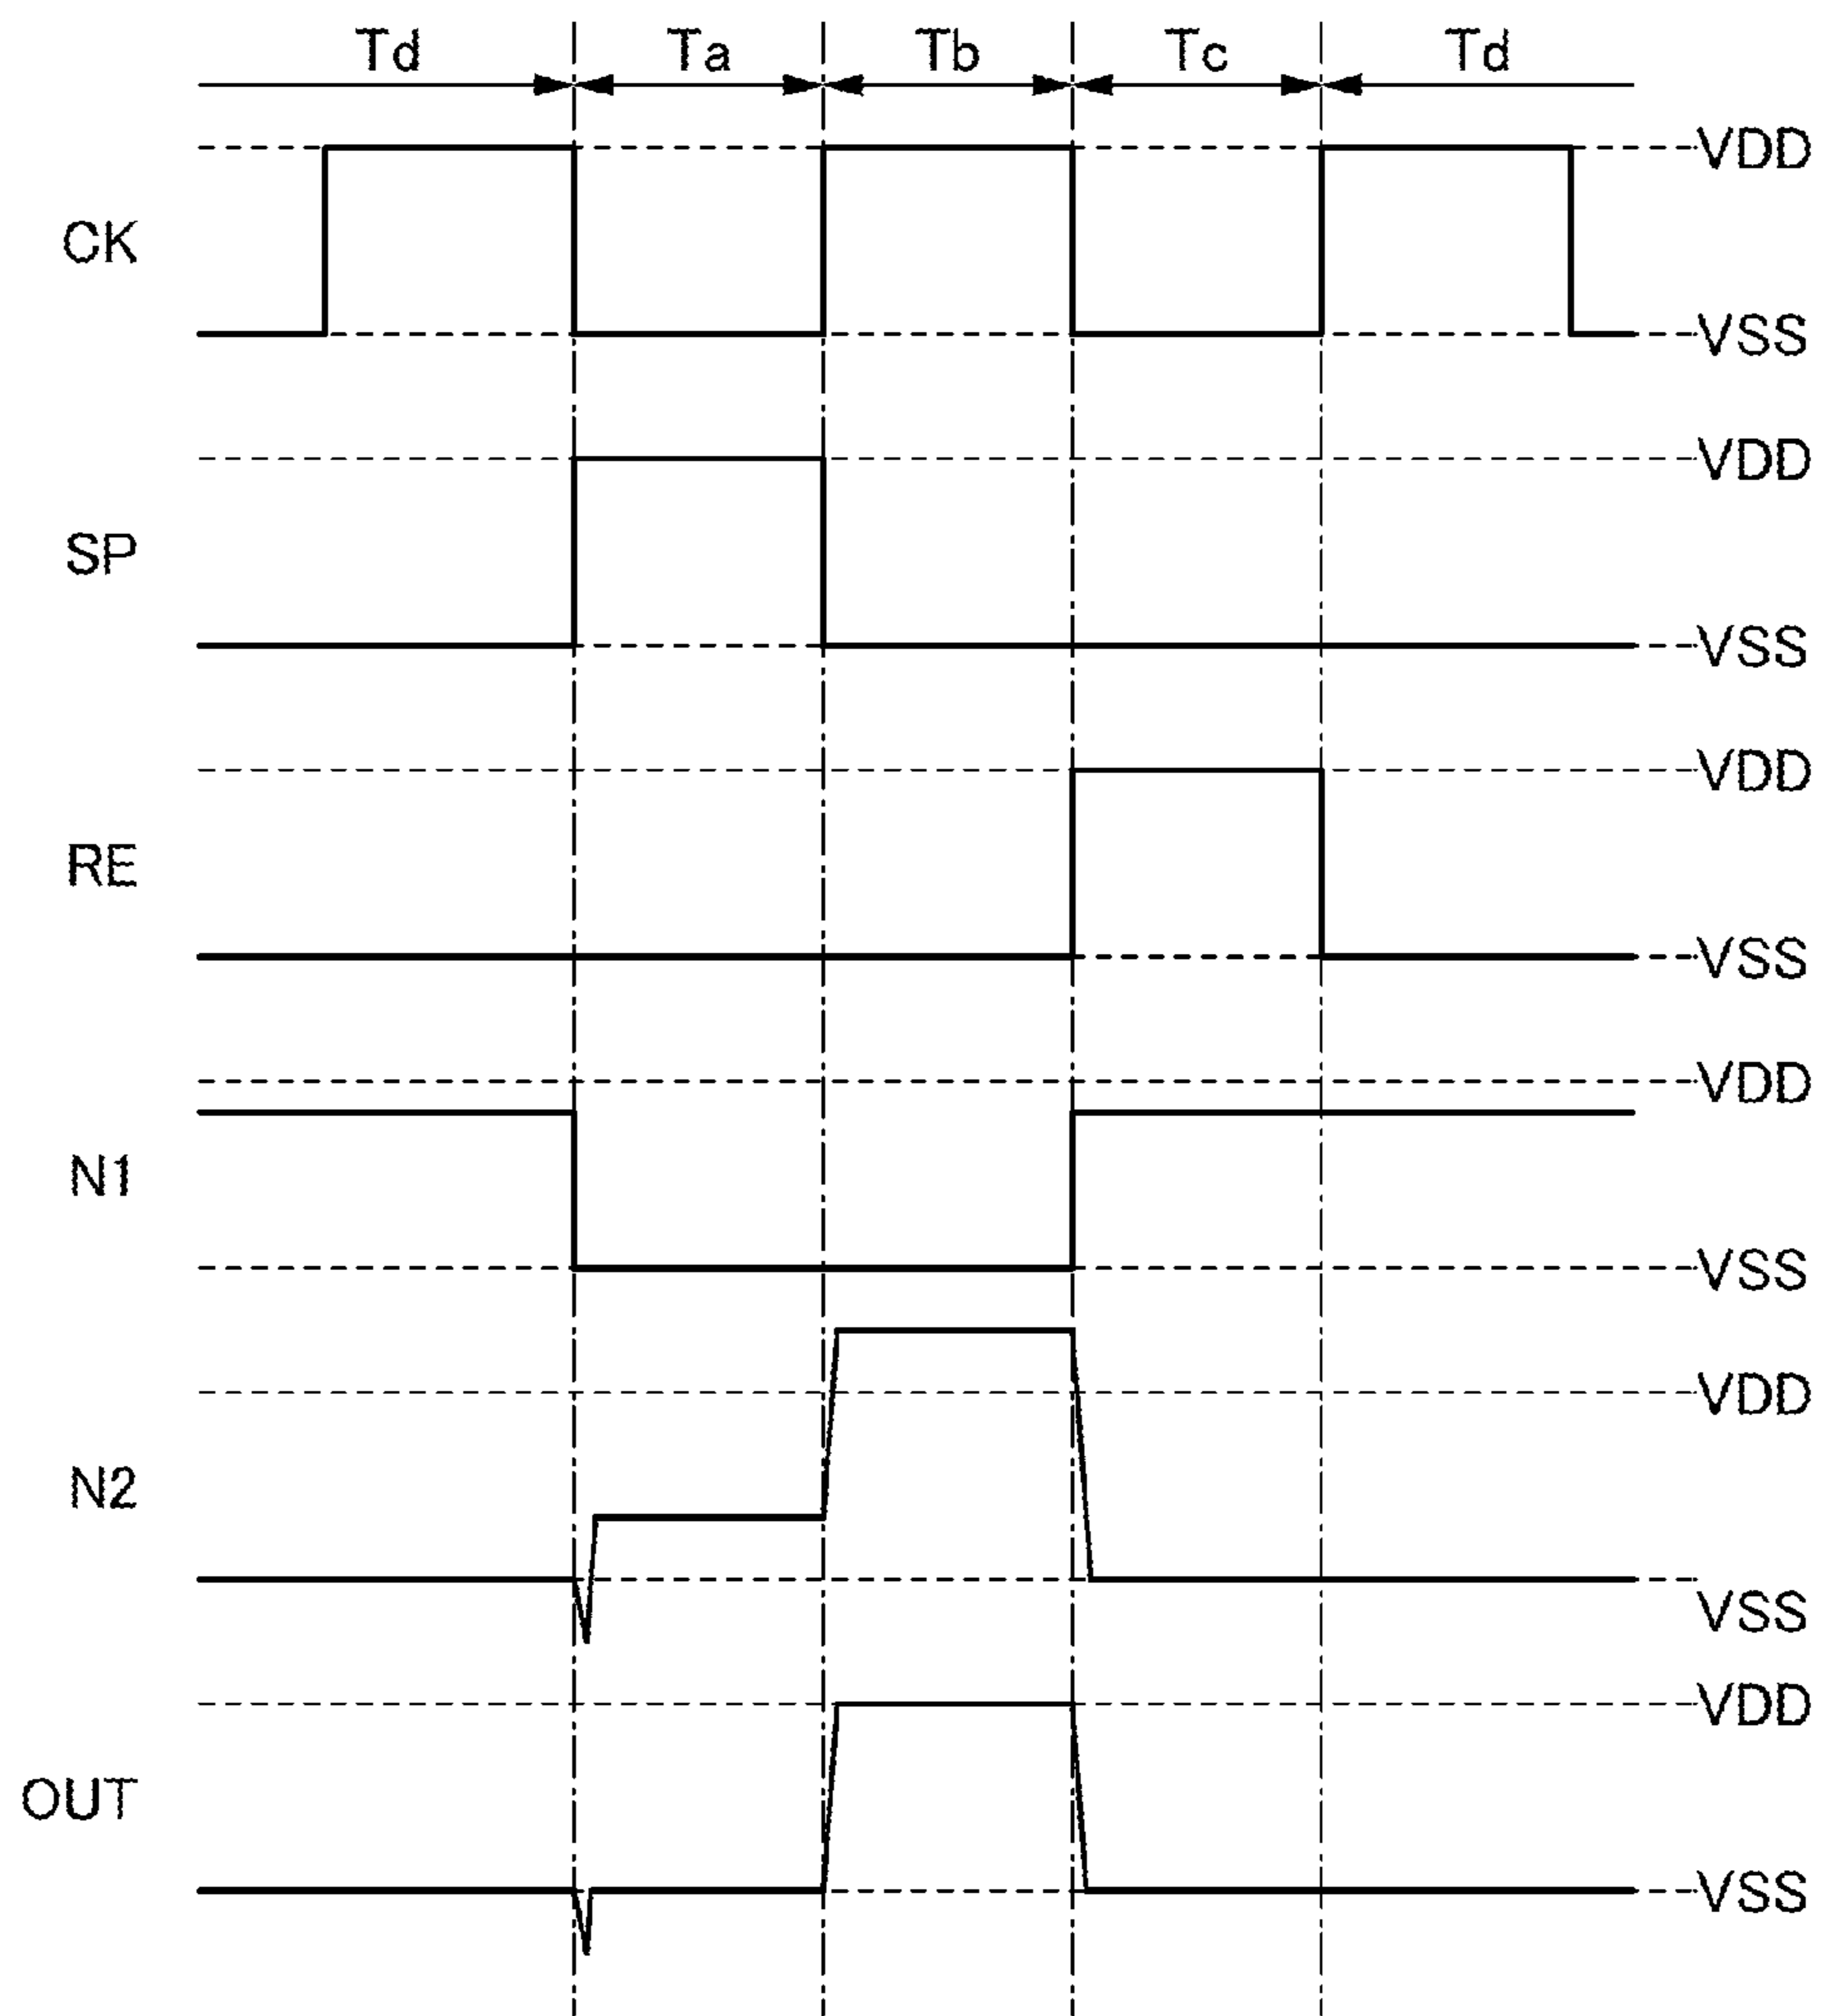 Td Ta Tb Tc Td
VDD
CK
VSS
VDD
SP
VSS
VDD
RE
VSS
VDD
N1
VSS
VDD
N2
VSS
VDD
OUT
VSS